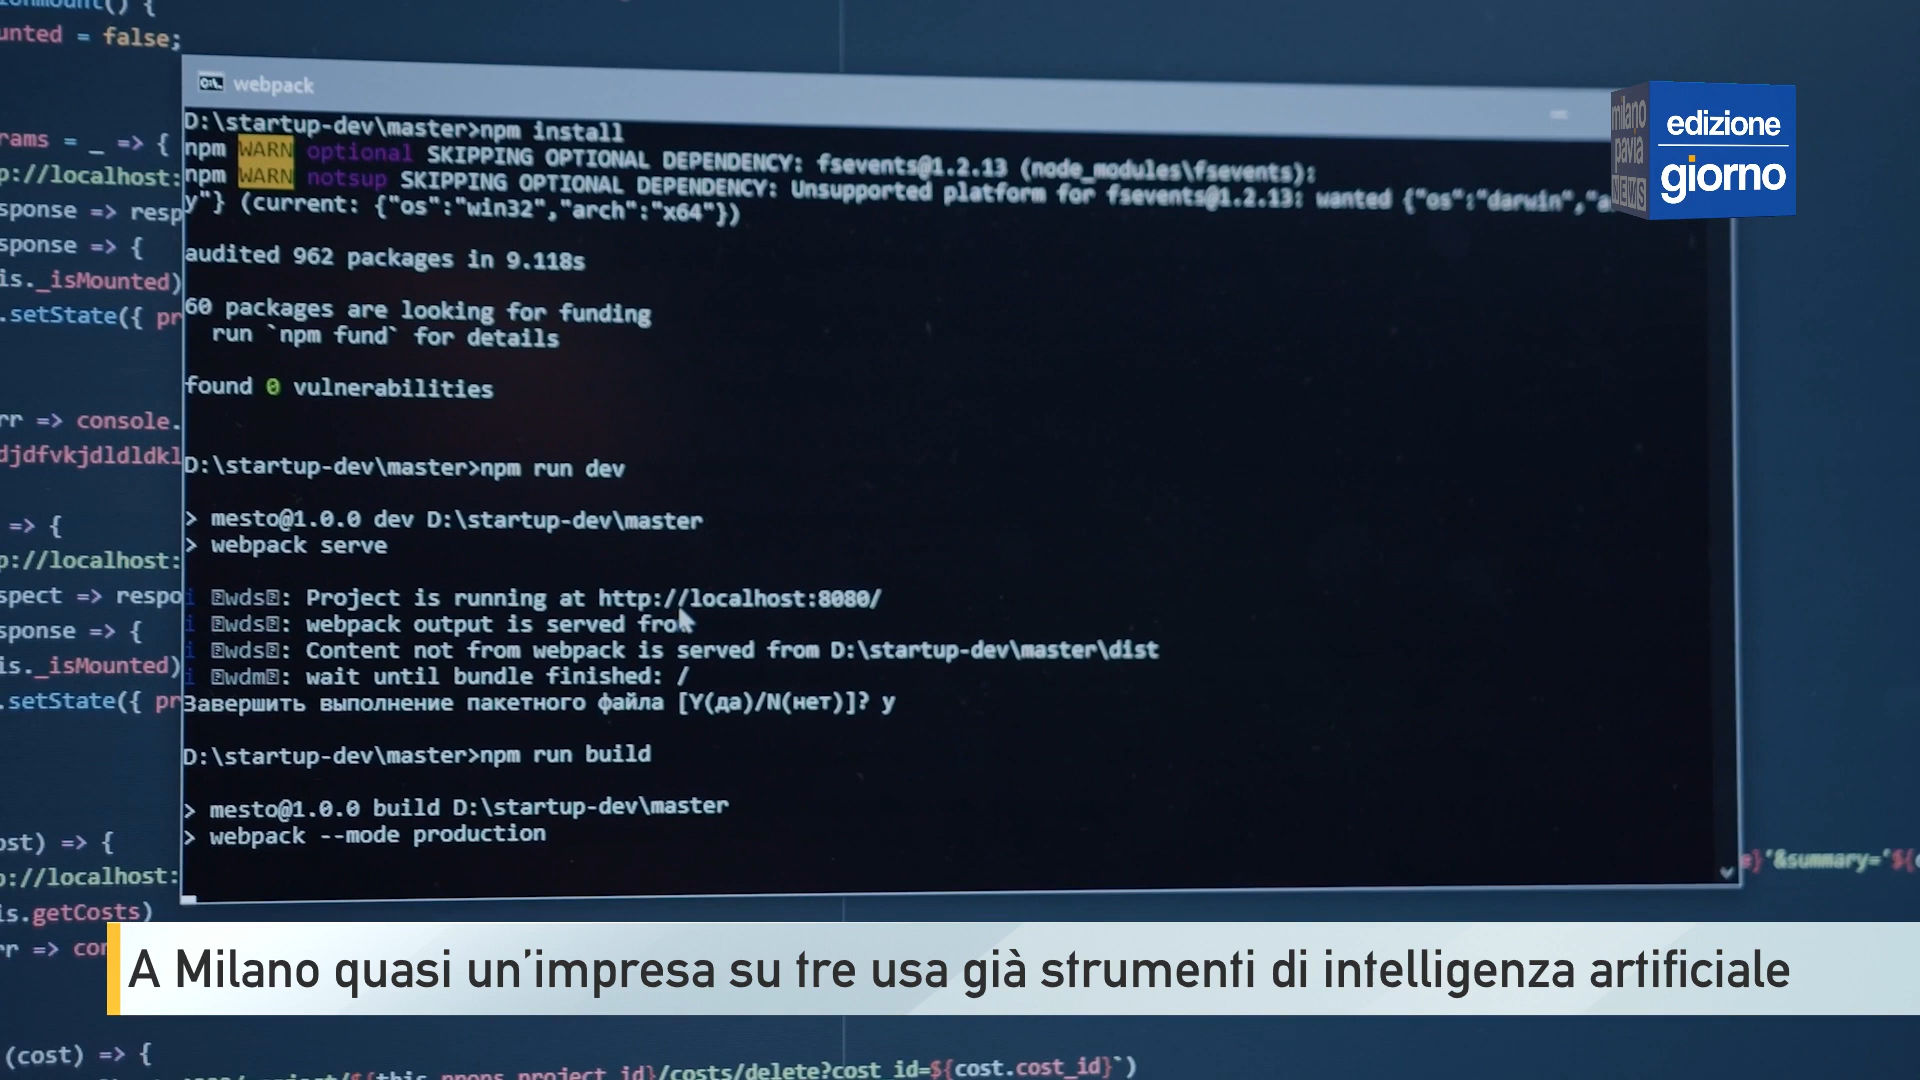 unted = false;
webpack
D:\startup-dev\master>npm install
npm WARN optional SKIPPING OPTIONAL DEPENDENCY: fsevents@1.2.13 (node_modules\fsevents):
npm WARN notsup SKIPPING OPTIONAL DEPENDENCY: Unsupported platform for fsevents@1.2.13: wanted {"os":"darwin","a
y"} (current: {"os":"win32","arch":"x64"})
audited 962 packages in 9.118s
60 packages are looking for funding
run `npm fund` for details
found 0 vulnerabilities
D:\startup-dev\master>npm run dev
> mesto@1.0.0 dev D:\startup-dev\master
> webpack serve
i wds: Project is running at http://localhost:8080/
i wds: webpack output is served from
i wds: Content not from webpack is served from D:\startup-dev\master\dist
i wdm: wait until bundle finished: /
Завершить выполнение пакетного файла [Y(да)/N(нет)]? y
D:\startup-dev\master>npm run build
> mesto@1.0.0 build D:\startup-dev\master
> webpack --mode production
rams = _ => {
p://localhost:
sponse => resp
sponse => {
is._isMounted)
.setState({ pr
rr => console.
djdfvkjdldldkl
=> {
p://localhost:
spect => respo
sponse => {
is._isMounted)
.setState({ pr
ost) => {
p://localhost:
is.getCosts)
rr => con
}'&summary='${
(cost) => {
/costs/delete?cost_id=${cost.cost_id}`)
milano
pavia
NEWS
edizione
giorno
A Milano quasi un'impresa su tre usa già strumenti di intelligenza artificiale